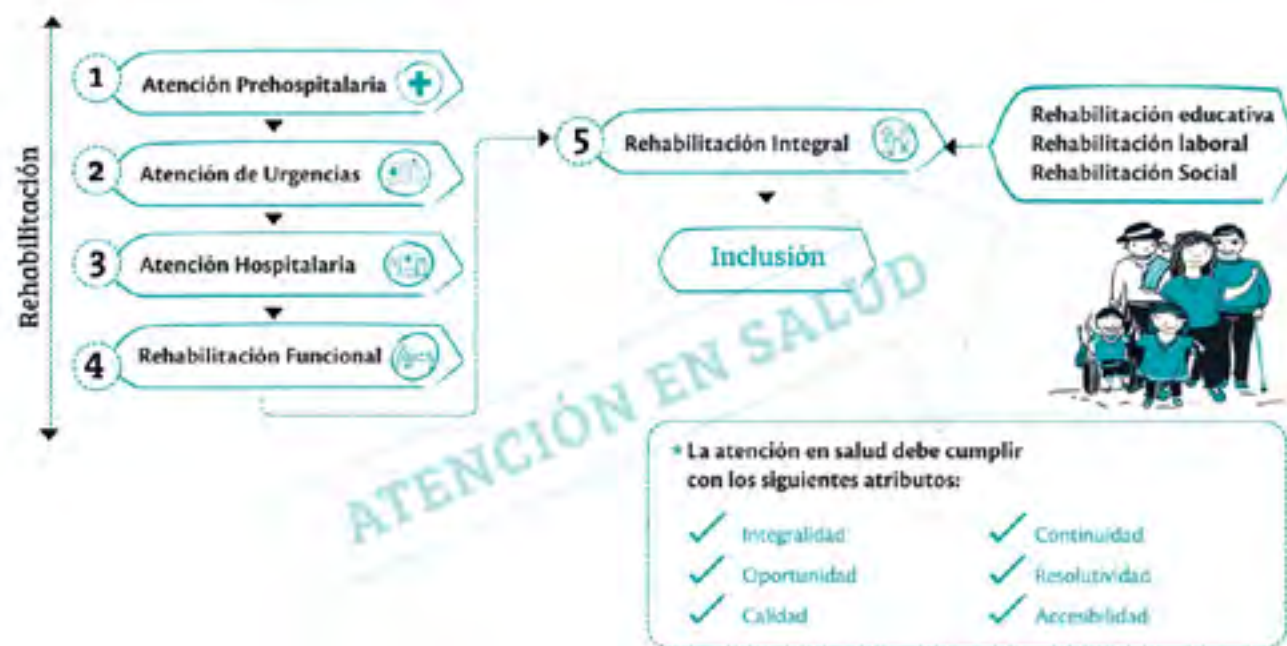 Rehabilitación
1
Atención Prehospitalaria
2
Atención de Urgencias
3
Atención Hospitalaria
4
Rehabilitación Funcional
5
Rehabilitación Integral
Rehabilitación educativa
Rehabilitación laboral
Rehabilitación Social
Inclusión
ATENCIÓN EN SALUD
* La atención en salud debe cumplir
con los siguientes atributos:
Integralidad
Oportunidad
Calidad
Continuidad
Resolutividad
Accesibilidad